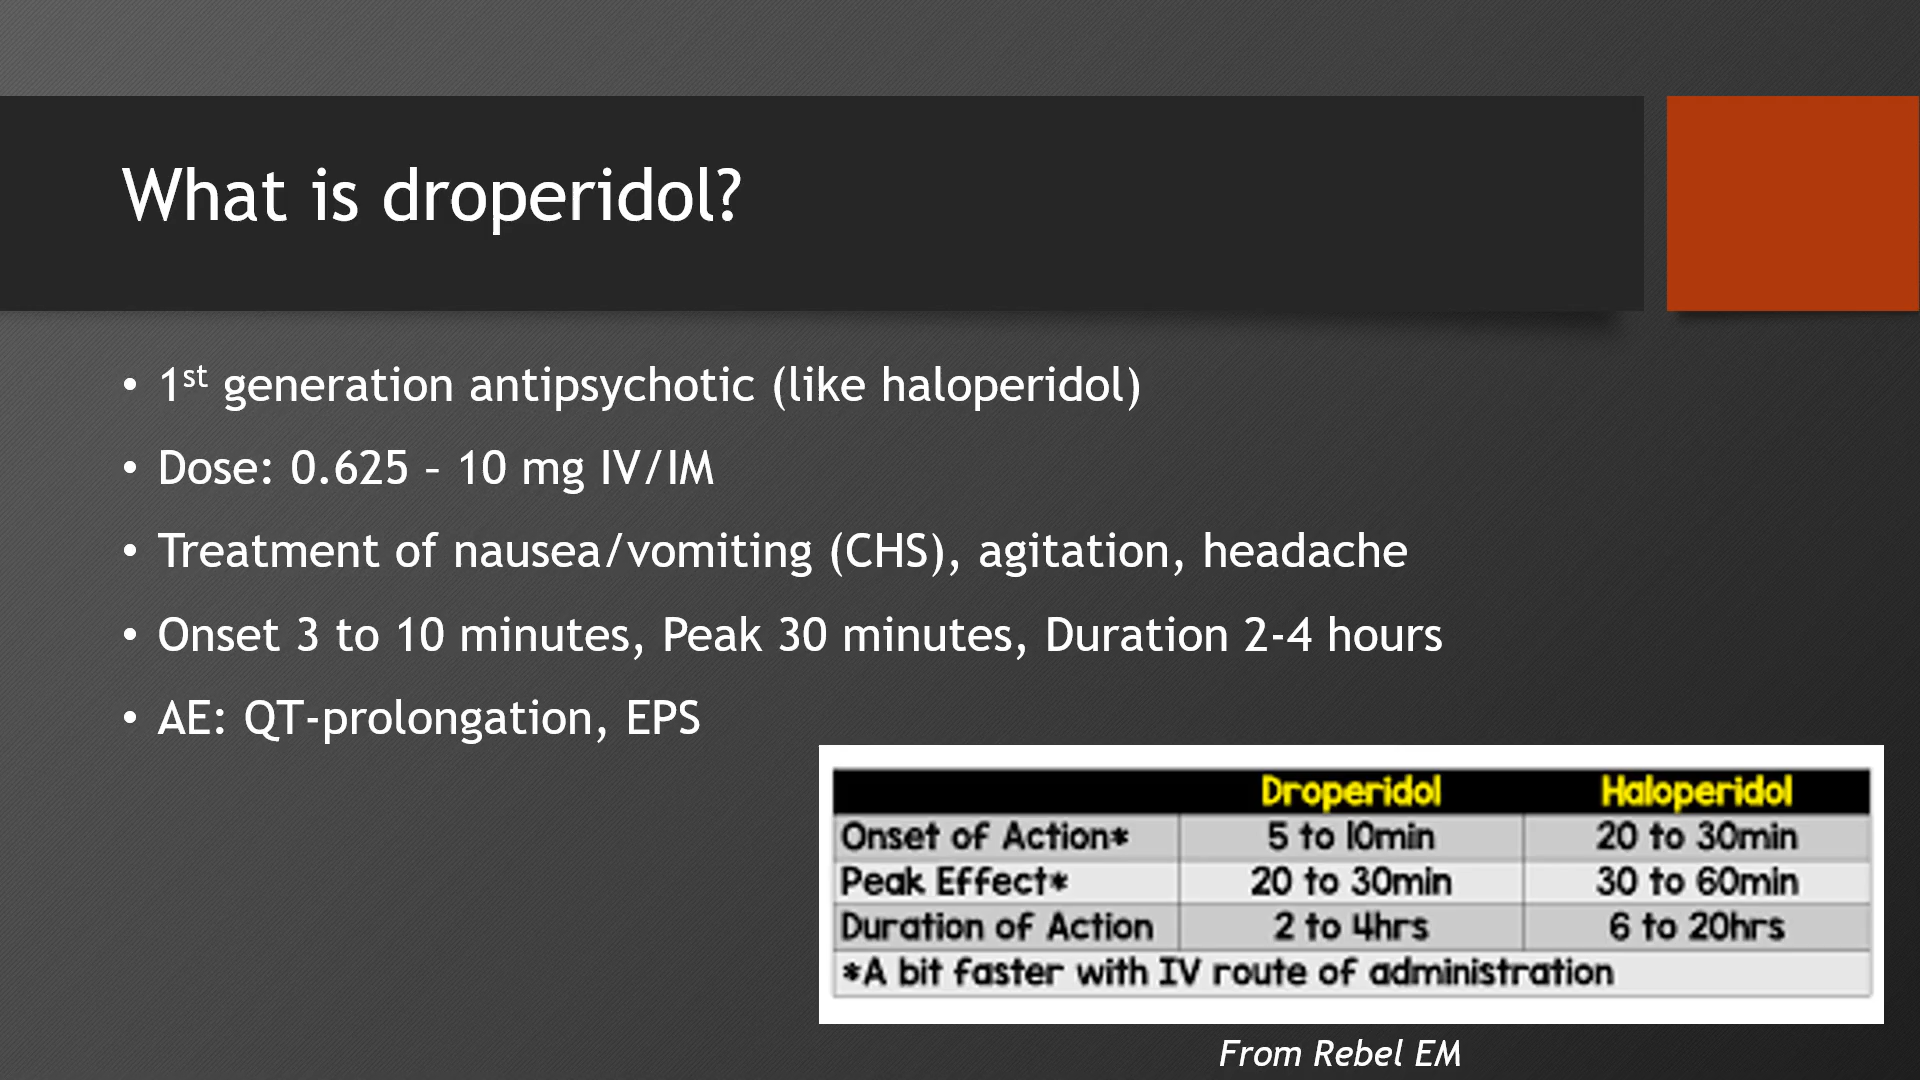 What is droperidol?
• 1st generation antipsychotic (like haloperidol)
• Dose: 0.625 – 10 mg IV/IM
• Treatment of nausea/vomiting (CHS), agitation, headache
• Onset 3 to 10 minutes, Peak 30 minutes, Duration 2-4 hours
• AE: QT-prolongation, EPS
Droperidol Haloperidol
Onset of Action* 5 to 10min 20 to 30min
Peak Effect* 20 to 30min 30 to 60min
Duration of Action 2 to 4hrs 6 to 20hrs
*A bit faster with IV route of administration
From Rebel EM